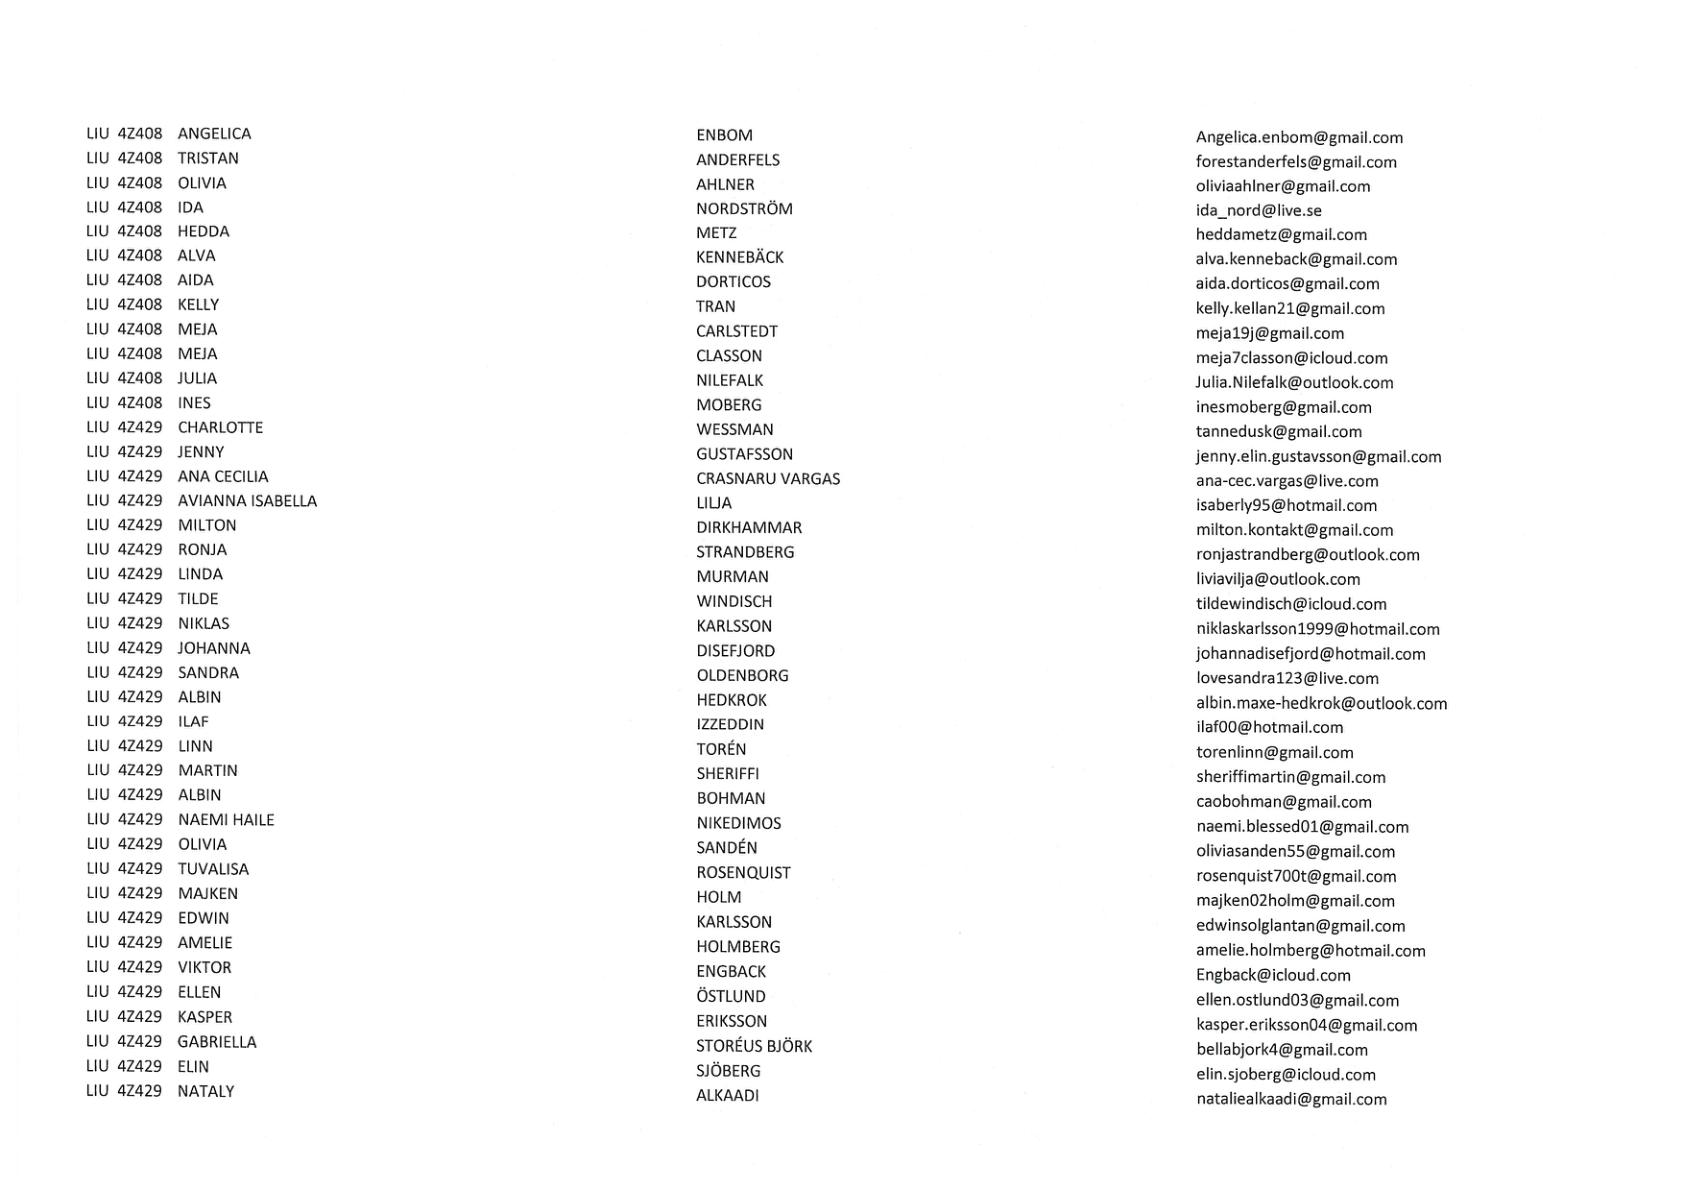 LIU 4Z408 ANGELICA ENBOM Angelica.enbom@gmail.com
LIU 4Z408 TRISTAN ANDERFELS forestanderfels@gmail.com
LIU 4Z408 OLIVIA AHLNER oliviaahlner@gmail.com
LIU 4Z408 IDA NORDSTRÖM ida_nord@live.se
LIU 4Z408 HEDDA METZ heddametz@gmail.com
LIU 4Z408 ALVA KENNEBÄCK alva.kenneback@gmail.com
LIU 4Z408 AIDA DORTICOS aida.dorticos@gmail.com
LIU 4Z408 KELLY TRAN kelly.kellan21@gmail.com
LIU 4Z408 MEJA CARLSTEDT meja19j@gmail.com
LIU 4Z408 MEJA CLASSON meja7classon@icloud.com
LIU 4Z408 JULIA NILEFALK Julia.Nilefalk@outlook.com
LIU 4Z408 INES MOBERG inesmoberg@gmail.com
LIU 4Z429 CHARLOTTE WESSMAN tannedusk@gmail.com
LIU 4Z429 JENNY GUSTAFSSON jenny.elin.gustavsson@gmail.com
LIU 4Z429 ANA CECILIA CRASNARU VARGAS ana-cec.vargas@live.com
LIU 4Z429 AVIANNA ISABELLA LILJA isaberly95@hotmail.com
LIU 4Z429 MILTON DIRKHAMMAR milton.kontakt@gmail.com
LIU 4Z429 RONJA STRANDBERG ronjastrandberg@outlook.com
LIU 4Z429 LINDA MURMAN liviavilja@outlook.com
LIU 4Z429 TILDE WINDISCH tildewindisch@icloud.com
LIU 4Z429 NIKLAS KARLSSON niklaskarlsson1999@hotmail.com
LIU 4Z429 JOHANNA DISEFJORD johannadisefjord@hotmail.com
LIU 4Z429 SANDRA OLDENBORG lovesandra123@live.com
LIU 4Z429 ALBIN HEDKROK albin.maxe-hedkrok@outlook.com
LIU 4Z429 ILAF IZZEDDIN ilaf00@hotmail.com
LIU 4Z429 LINN TORÉN torenlinn@gmail.com
LIU 4Z429 MARTIN SHERIFFI sheriffimartin@gmail.com
LIU 4Z429 ALBIN BOHMAN caobohman@gmail.com
LIU 4Z429 NAEMI HAILE NIKEDIMOS naemi.blessed01@gmail.com
LIU 4Z429 OLIVIA SANDÉN oliviasanden55@gmail.com
LIU 4Z429 TUVALISA ROSENQUIST rosenquist700t@gmail.com
LIU 4Z429 MAJKEN HOLM majken02holm@gmail.com
LIU 4Z429 EDWIN KARLSSON edwinsolglantan@gmail.com
LIU 4Z429 AMELIE HOLMBERG amelie.holmberg@hotmail.com
LIU 4Z429 VIKTOR ENGBACK Engback@icloud.com
LIU 4Z429 ELLEN ÖSTLUND ellen.ostlund03@gmail.com
LIU 4Z429 KASPER ERIKSSON kasper.eriksson04@gmail.com
LIU 4Z429 GABRIELLA STORÉUS BJÖRK bellabjork4@gmail.com
LIU 4Z429 ELIN SJÖBERG elin.sjoberg@icloud.com
LIU 4Z429 NATALY ALKAADI nataliealkaadi@gmail.com